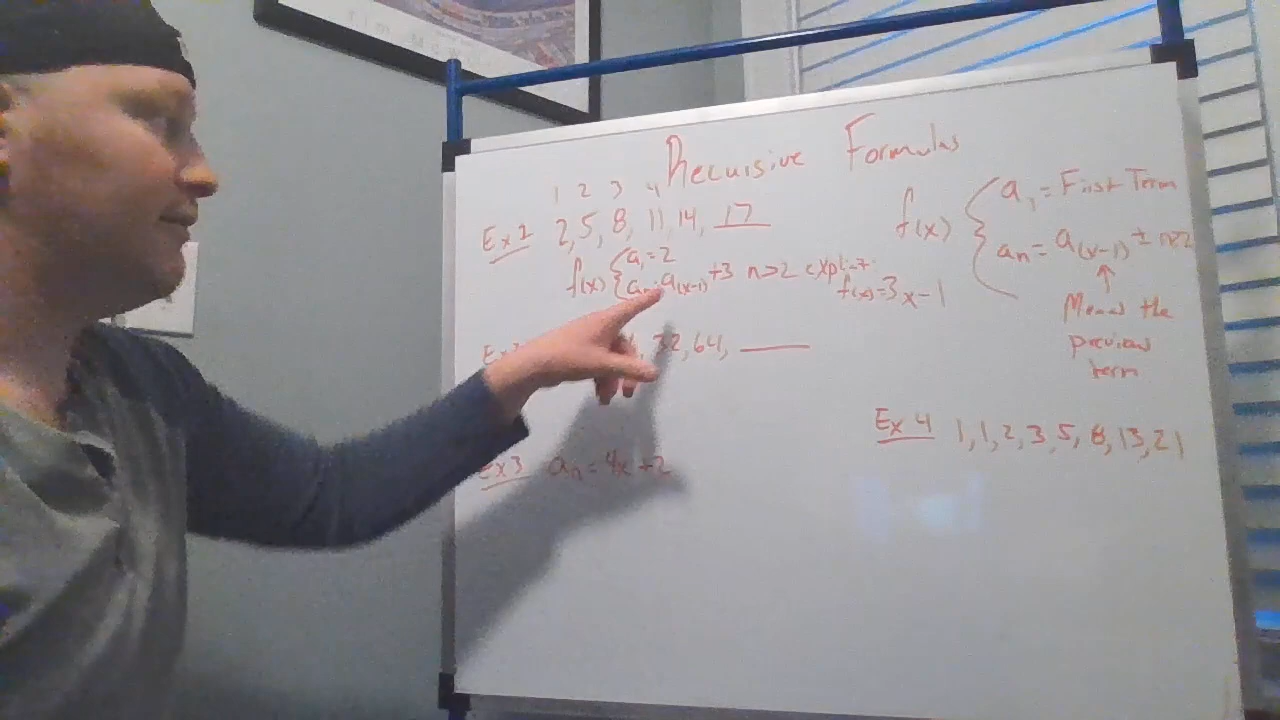 Recursive Formulas
1 2 3 4
Ex 1 2, 5, 8, 11, 14, 17
f(x) { a₁ = 2
aₙ = a(x-1) + 3 n≥2 explicit:
f(x) = 3x - 1
f(x) { a₁ = First Term
aₙ = a(x-1) ± n≥2
↑
Means the
previous
term
32, 64, ____
Ex 3 aₙ = 4x + 2
Ex 4 1, 1, 2, 3, 5, 8, 13, 21